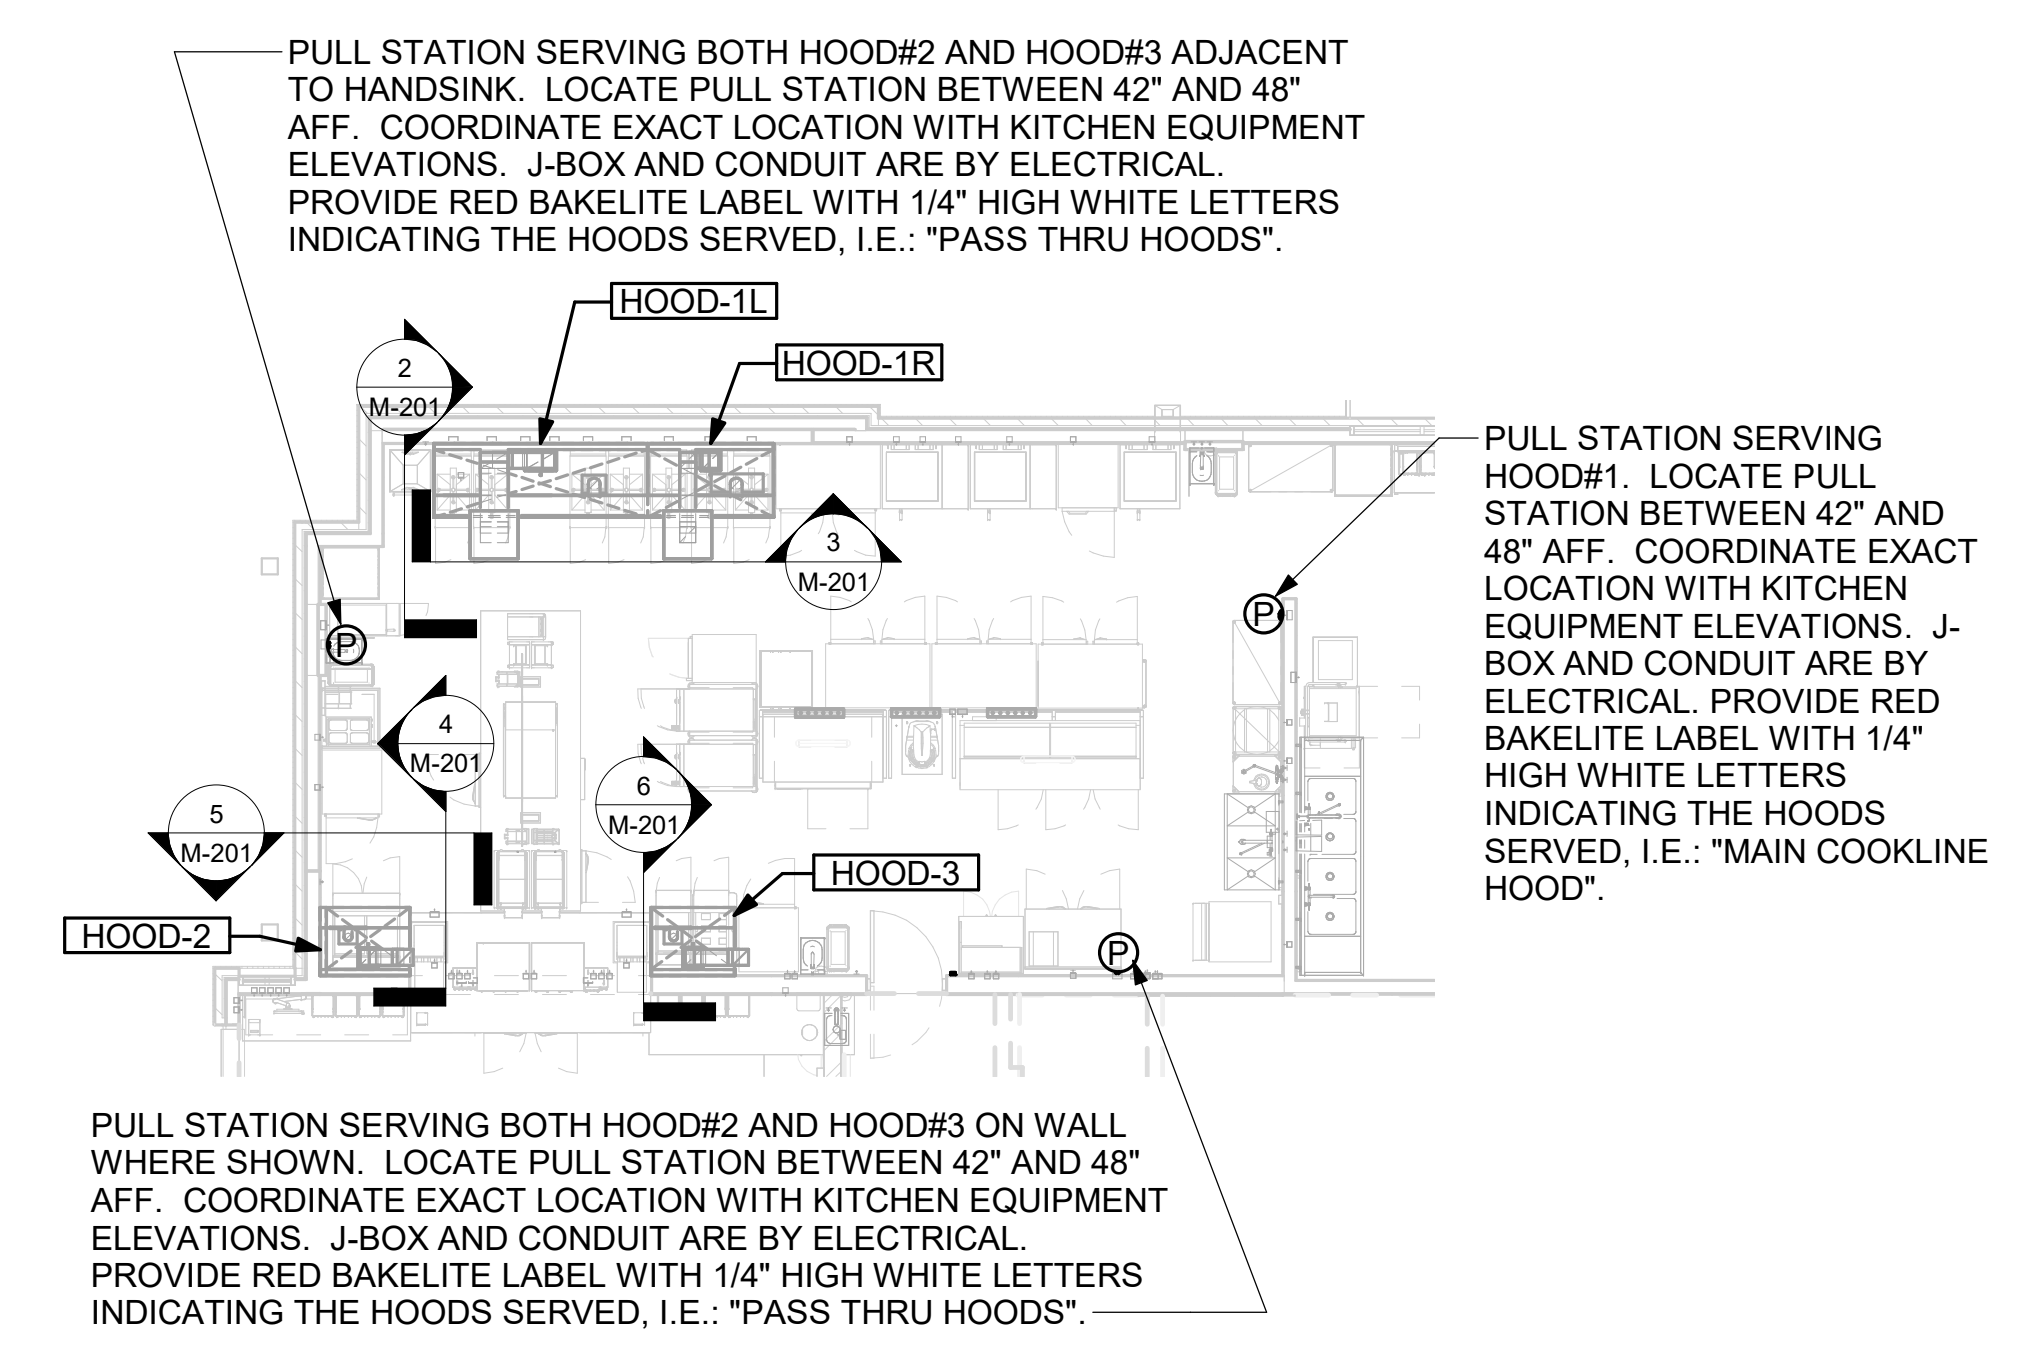 PULL STATION SERVING BOTH HOOD#2 AND HOOD#3 ADJACENT
TO HANDSINK.  LOCATE PULL STATION BETWEEN 42" AND 48"
AFF.  COORDINATE EXACT LOCATION WITH KITCHEN EQUIPMENT
ELEVATIONS.  J-BOX AND CONDUIT ARE BY ELECTRICAL.
PROVIDE RED BAKELITE LABEL WITH 1/4" HIGH WHITE LETTERS
INDICATING THE HOODS SERVED, I.E.: "PASS THRU HOODS".
HOOD-1L
HOOD-1R
2
M-201
3
M-201
P
P
4
M-201
5
M-201
6
M-201
HOOD-3
HOOD-2
P
PULL STATION SERVING
HOOD#1.  LOCATE PULL
STATION BETWEEN 42" AND
48" AFF.  COORDINATE EXACT
LOCATION WITH KITCHEN
EQUIPMENT ELEVATIONS.  J-
BOX AND CONDUIT ARE BY
ELECTRICAL. PROVIDE RED
BAKELITE LABEL WITH 1/4"
HIGH WHITE LETTERS
INDICATING THE HOODS
SERVED, I.E.: "MAIN COOKLINE
HOOD".
PULL STATION SERVING BOTH HOOD#2 AND HOOD#3 ON WALL
WHERE SHOWN.  LOCATE PULL STATION BETWEEN 42" AND 48"
AFF.  COORDINATE EXACT LOCATION WITH KITCHEN EQUIPMENT
ELEVATIONS.  J-BOX AND CONDUIT ARE BY ELECTRICAL.
PROVIDE RED BAKELITE LABEL WITH 1/4" HIGH WHITE LETTERS
INDICATING THE HOODS SERVED, I.E.: "PASS THRU HOODS".